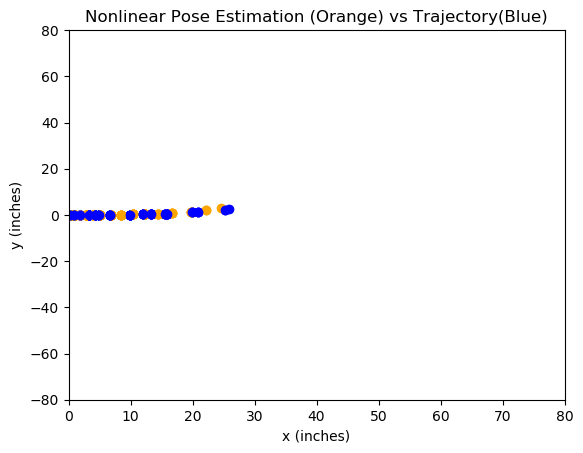 Nonlinear Pose Estimation (Orange) vs Trajectory(Blue)
80
60
40
20
0
−20
−40
−60
−80
y (inches)
0 10 20 30 40 50 60 70 80
x (inches)